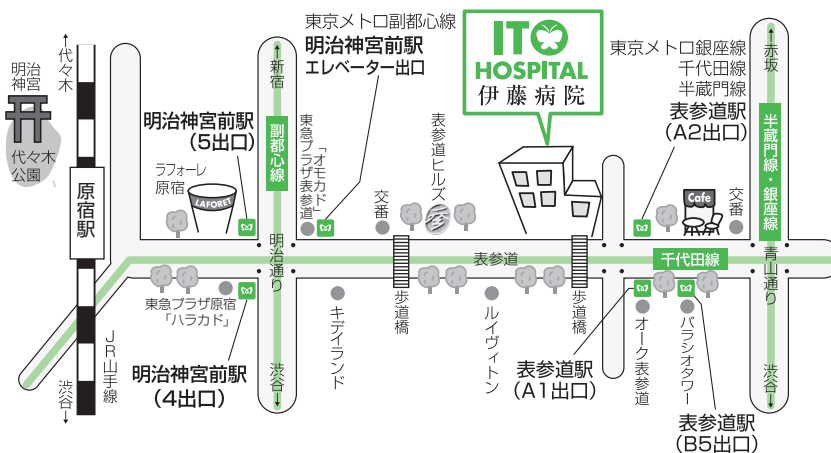 ←代々木
明治
神宮
代々木
公園
原宿駅
JR山手線
渋谷→
明治神宮前駅
(5出口)
ラフォーレ
原宿
LAFORET
東急プラザ原宿
「ハラカド」
明治神宮前駅
(4出口)
←新宿
副都心線
明治通り
渋谷→
東京メトロ副都心線
明治神宮前駅
エレベーター出口
東急プラザ表参道
「オモカド」
交番
表参道ヒルズ
キデイランド
歩道橋
表参道
ルイヴィトン
ITO
HOSPITAL
伊藤病院
歩道橋
東京メトロ銀座線
千代田線
半蔵門線
表参道駅
(A2出口)
Cafe
交番
千代田線
表参道駅
(A1出口)
オーク表参道
パラシオタワー
表参道駅
(B5出口)
←赤坂
半蔵門線・銀座線
青山通り
渋谷→